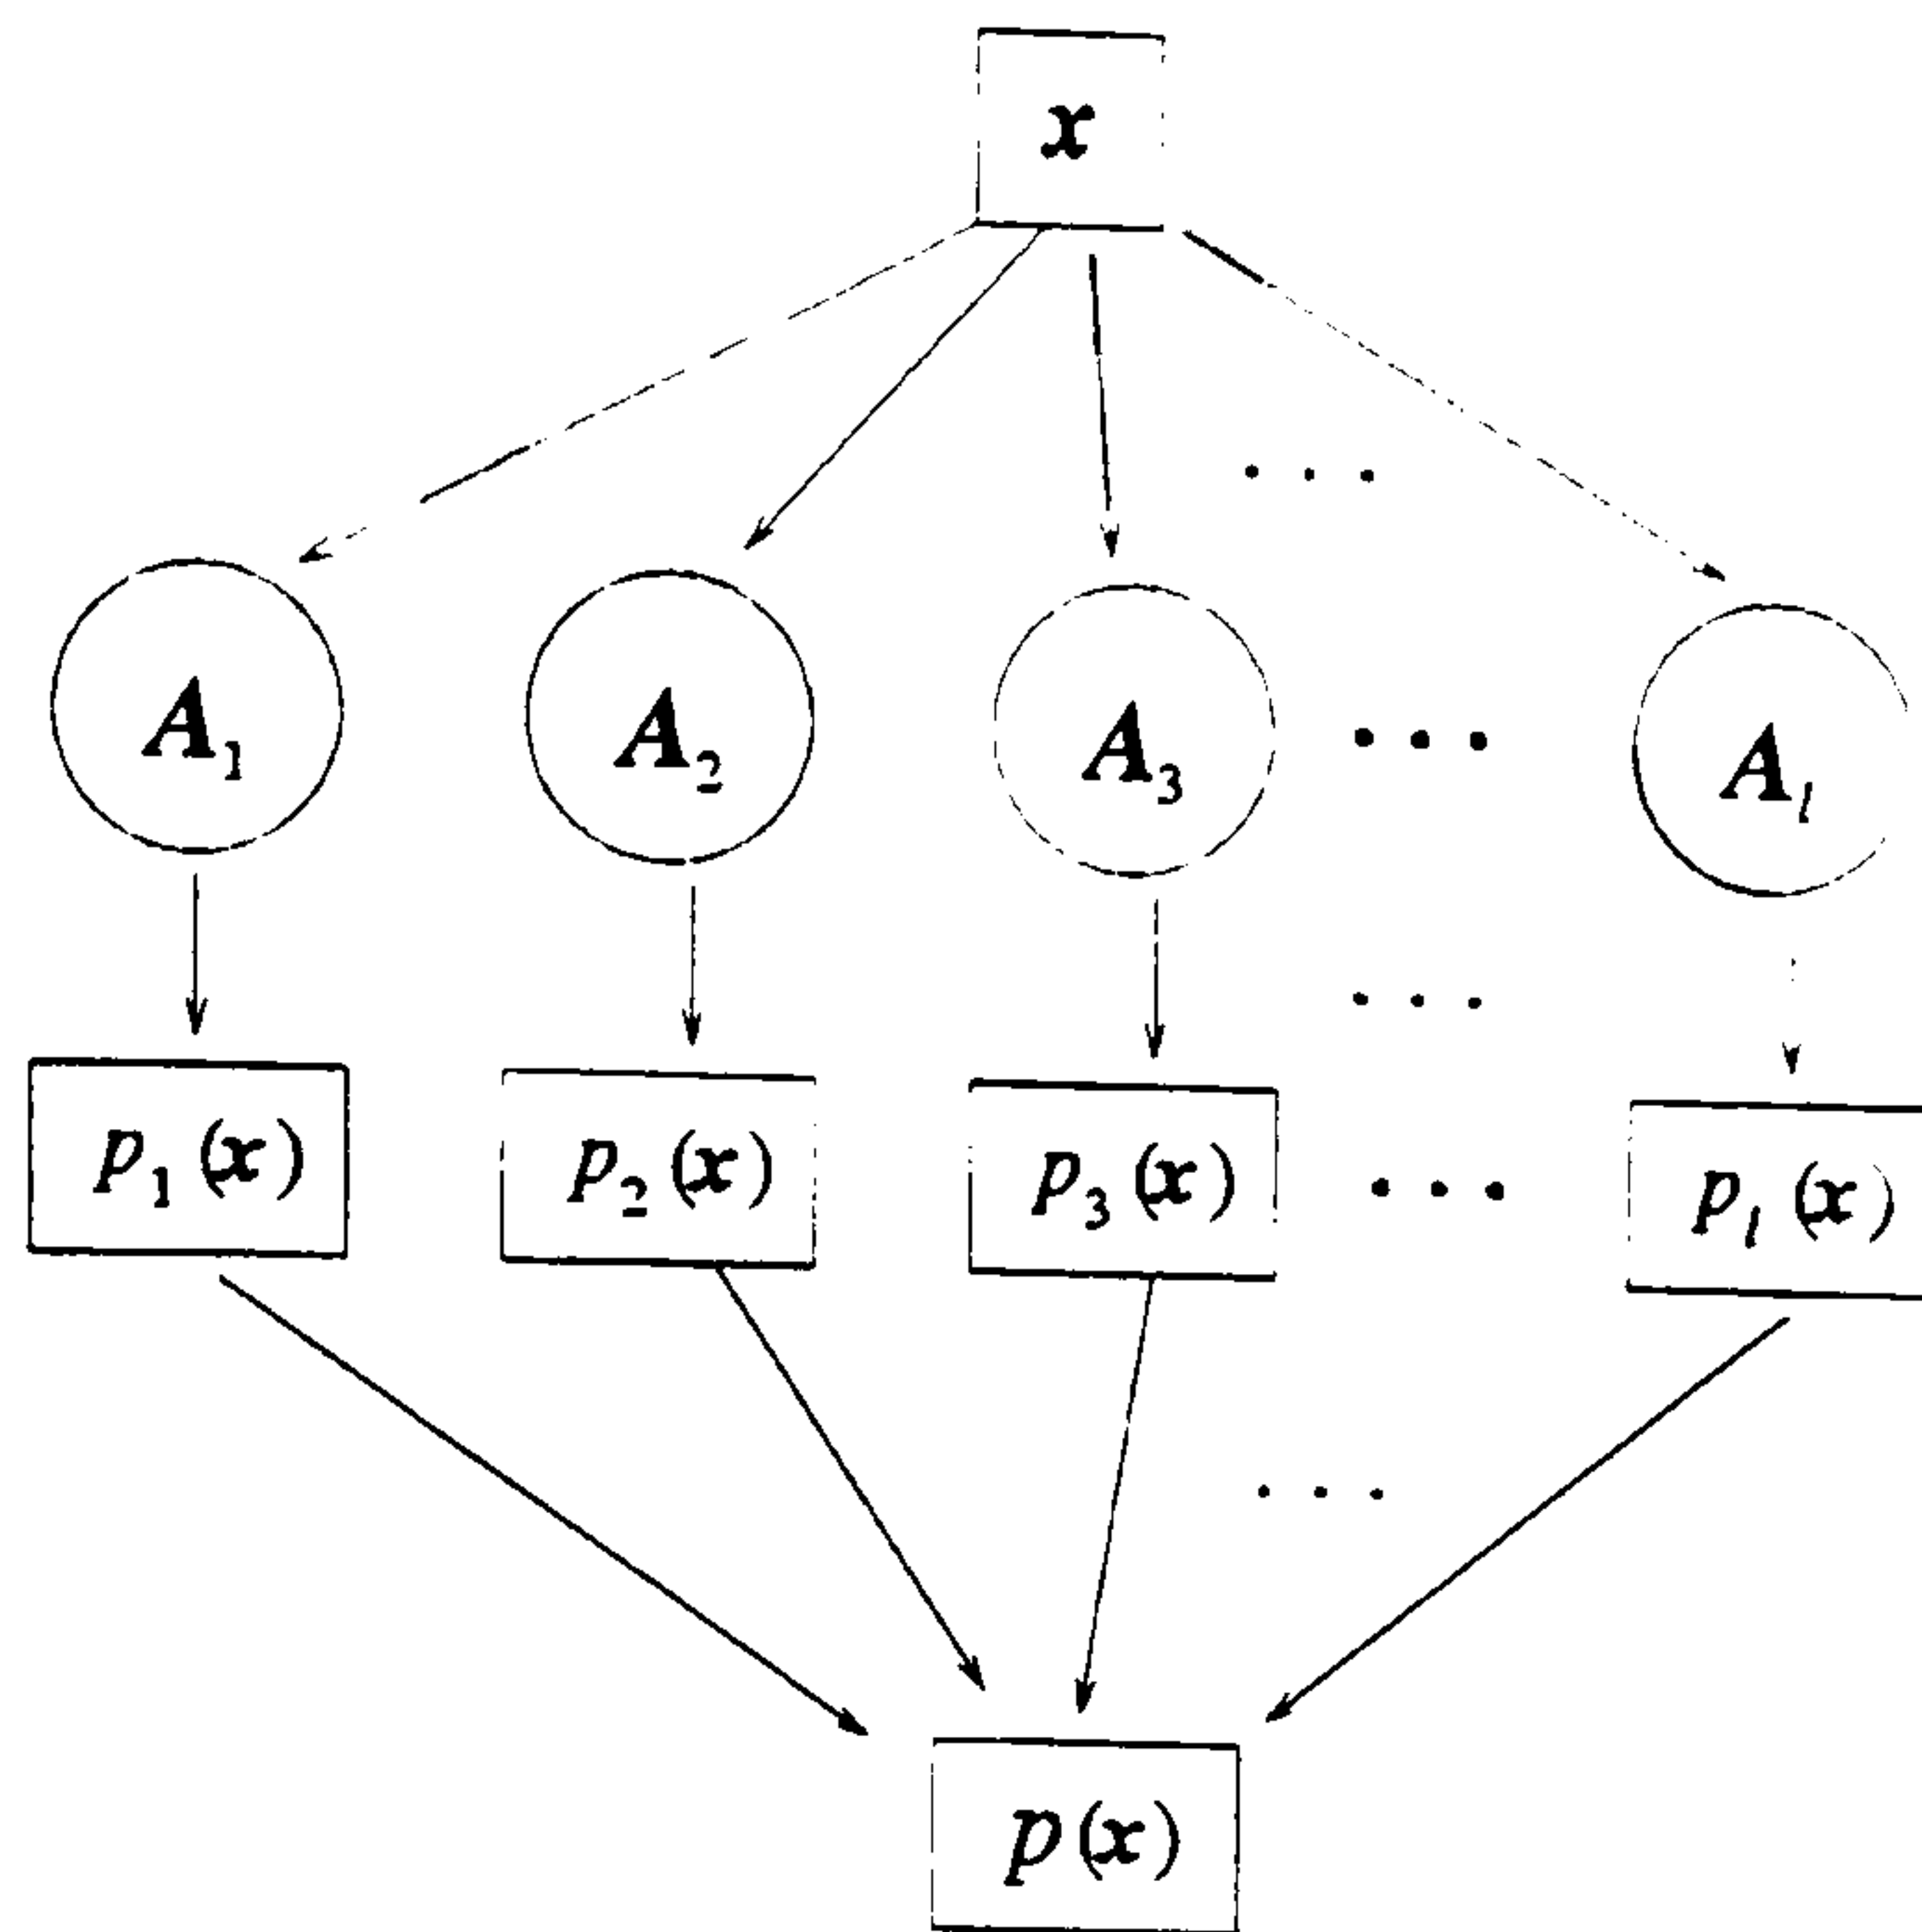 x
...
A₁ A₂ A₃ ... Aₗ
...
p₁(x) p₂(x) p₃(x) ... pₗ(x)
...
p(x)